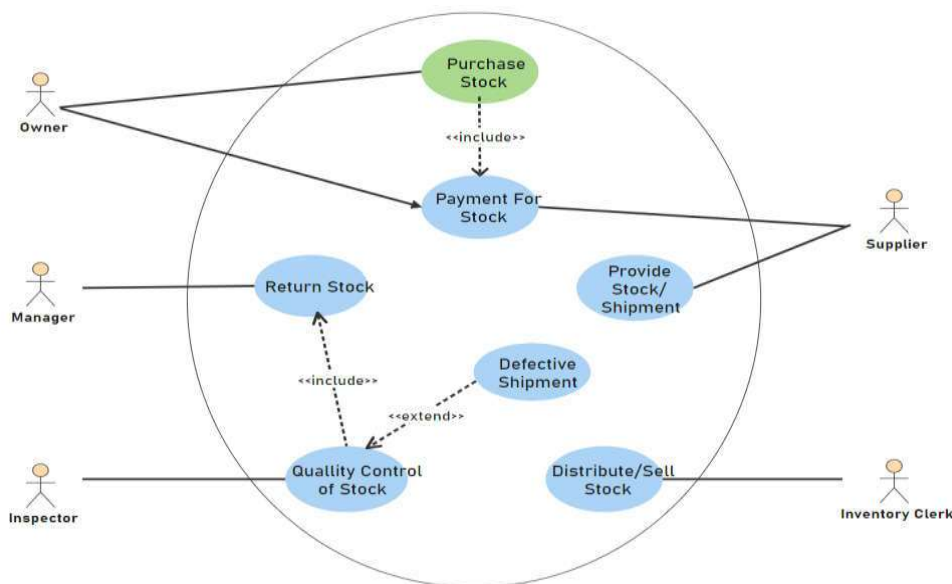 Purchase
Stock
Owner
<<include>>
Payment For
Stock
Supplier
Return Stock
Provide
Stock/
Shipment
Manager
Defective
Shipment
<<include>>
<<extend>>
Quallity Control
of Stock
Distribute/Sell
Stock
Inspector
Inventory Clerk